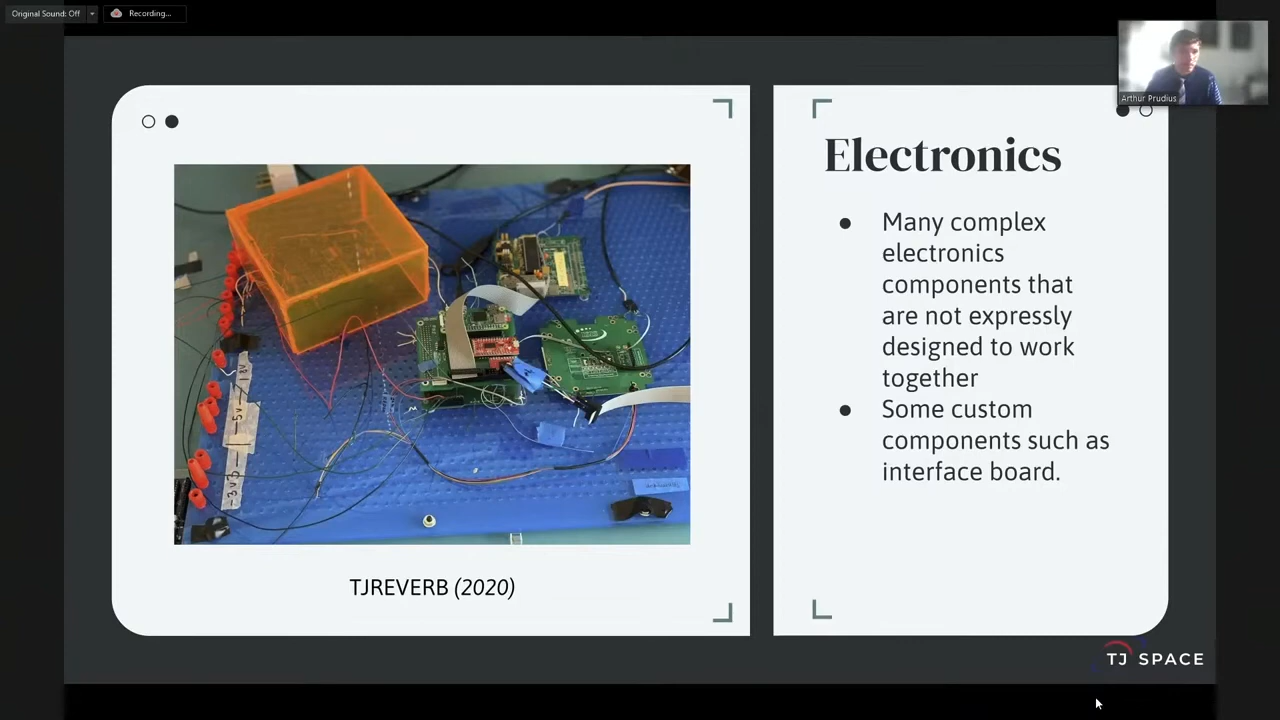 Original Sound: Off
Recording...
Arthur Prudius
Electronics
● Many complex
electronics
components that
are not expressly
designed to work
together
● Some custom
components such as
interface board.
TJREVERB (2020)
TJ SPACE